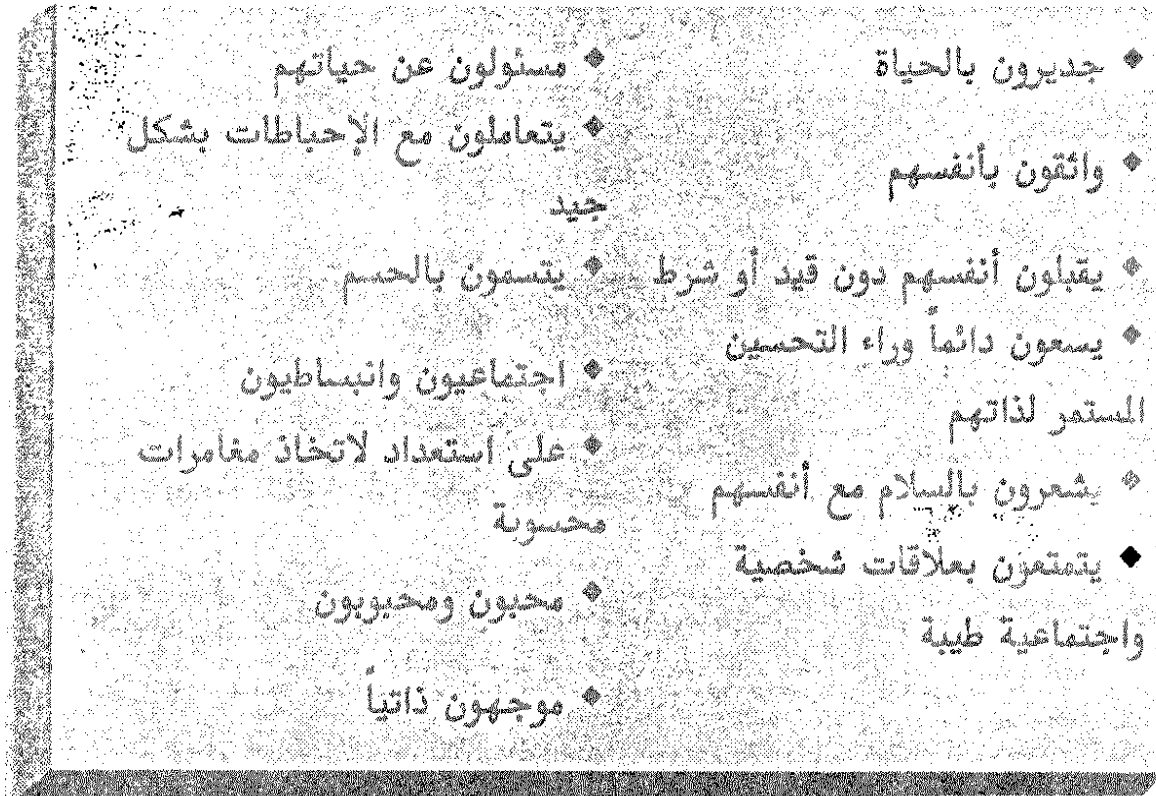 ◆ جديرون بالحياة
◆ واثقون بأنفسهم
◆ يقبلون أنفسهم دون قيد أو شرط
◆ يسعون دائماً وراء التحسين
المستمر لذاتهم
◆ يشعرون بالسلام مع أنفسهم
◆ يتمتعون بعلاقات شخصية
واجتماعية طيبة
◆ مسئولون عن حياتهم
◆ يتعاملون مع الإحباطات بشكل
جيد
◆ يتسمون بالحسم
◆ اجتماعيون وانبساطيون
◆ على استعداد لاتخاذ مغامرات
محسوبة
◆ محبون ومحبوبون
◆ موجهون ذاتياً